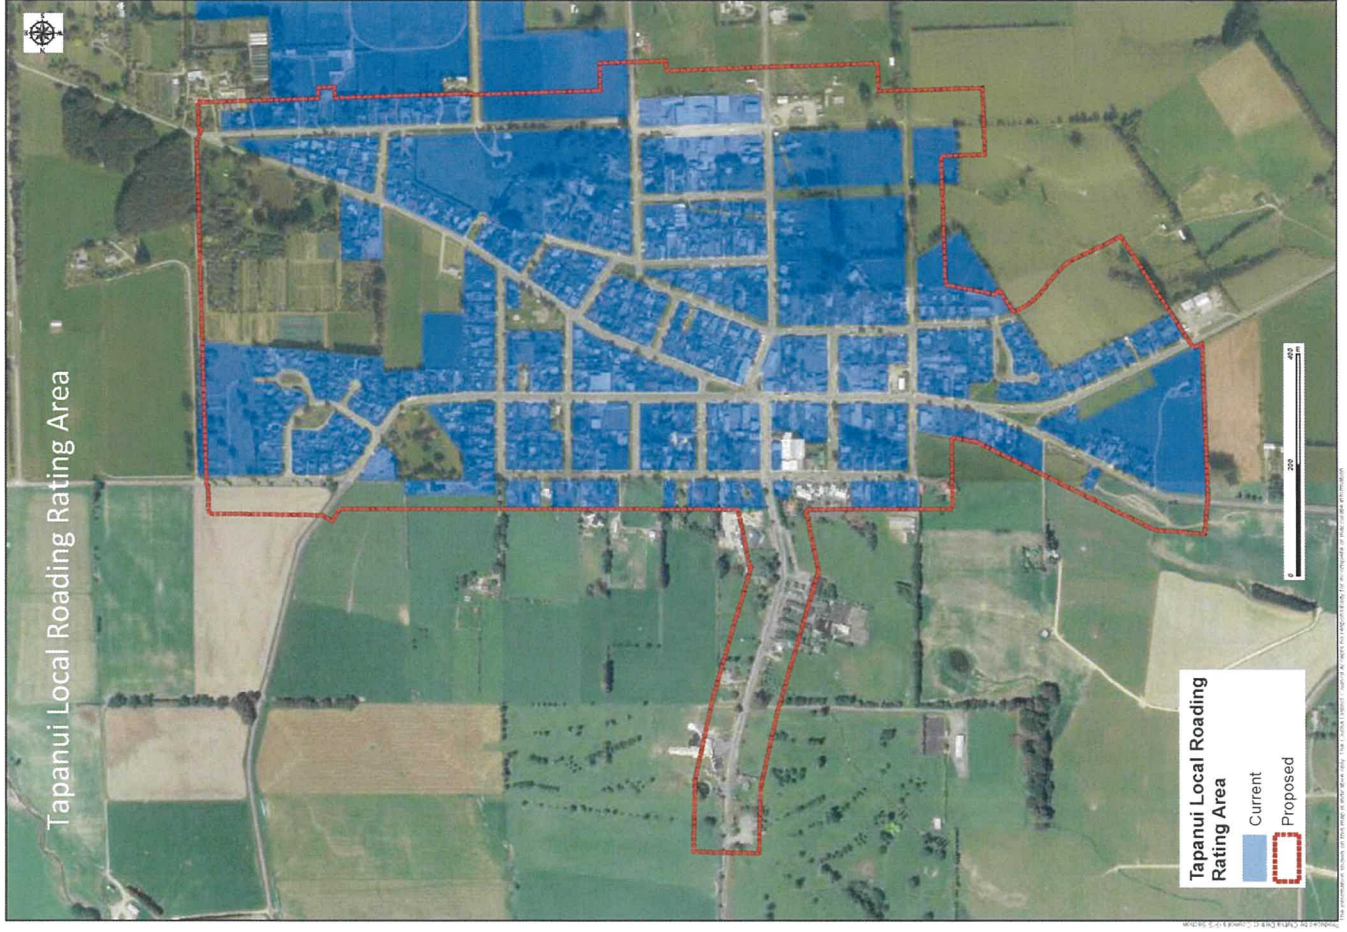 Tapanui Local Roading Rating Area
Tapanui Local Roading
Rating Area
Current
Proposed
0
200
400
m